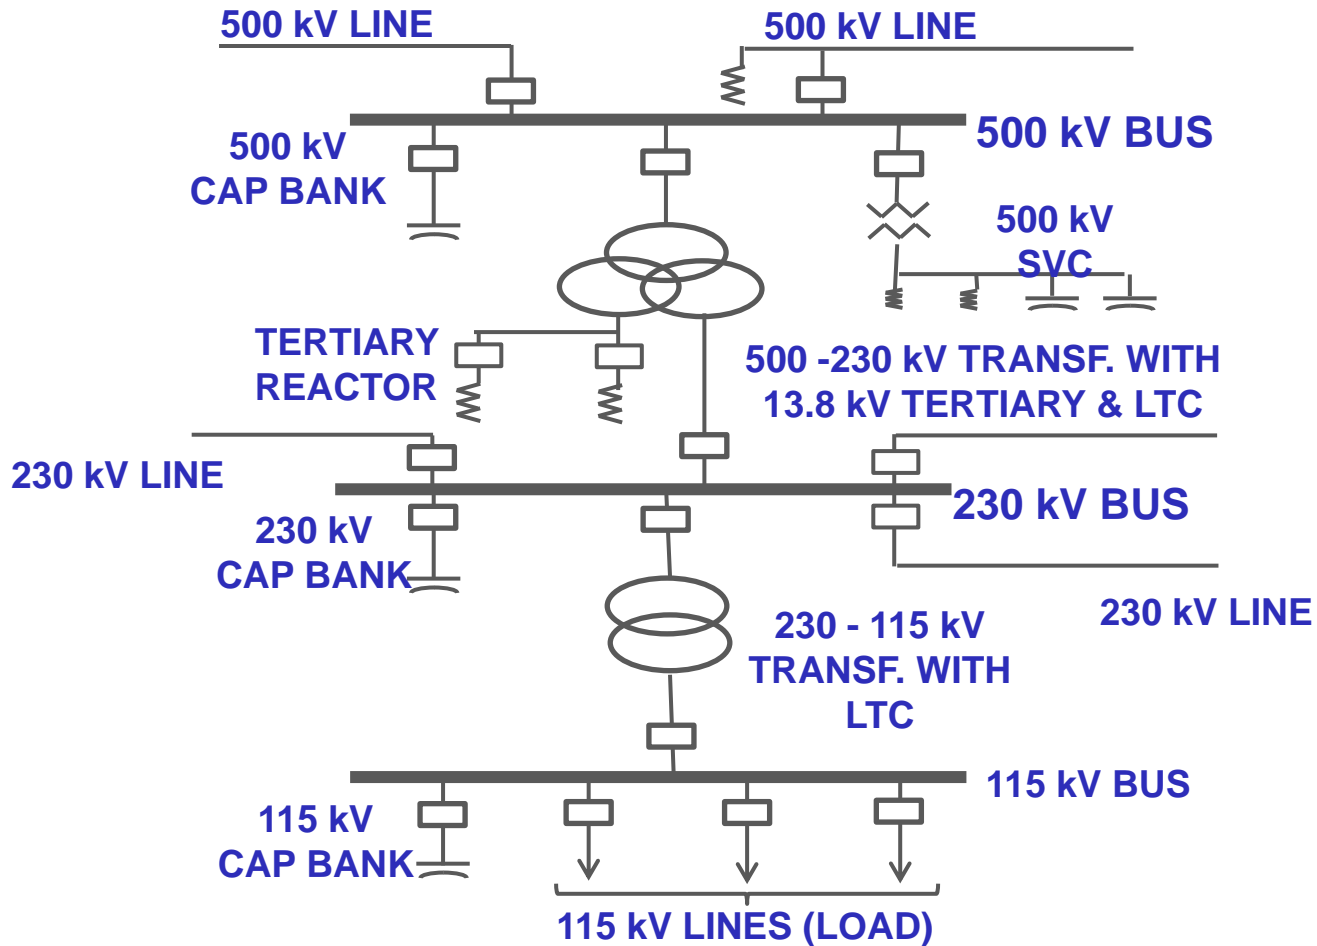 500 kV LINE
500 kV LINE
500 kV BUS
500 kV
CAP BANK
500 kV
SVC
TERTIARY
REACTOR
500 -230 kV TRANSF. WITH
13.8 kV TERTIARY & LTC
230 kV LINE
230 kV BUS
230 kV
CAP BANK
230 kV LINE
230 - 115 kV
TRANSF. WITH
LTC
115 kV BUS
115 kV
CAP BANK
115 kV LINES (LOAD)